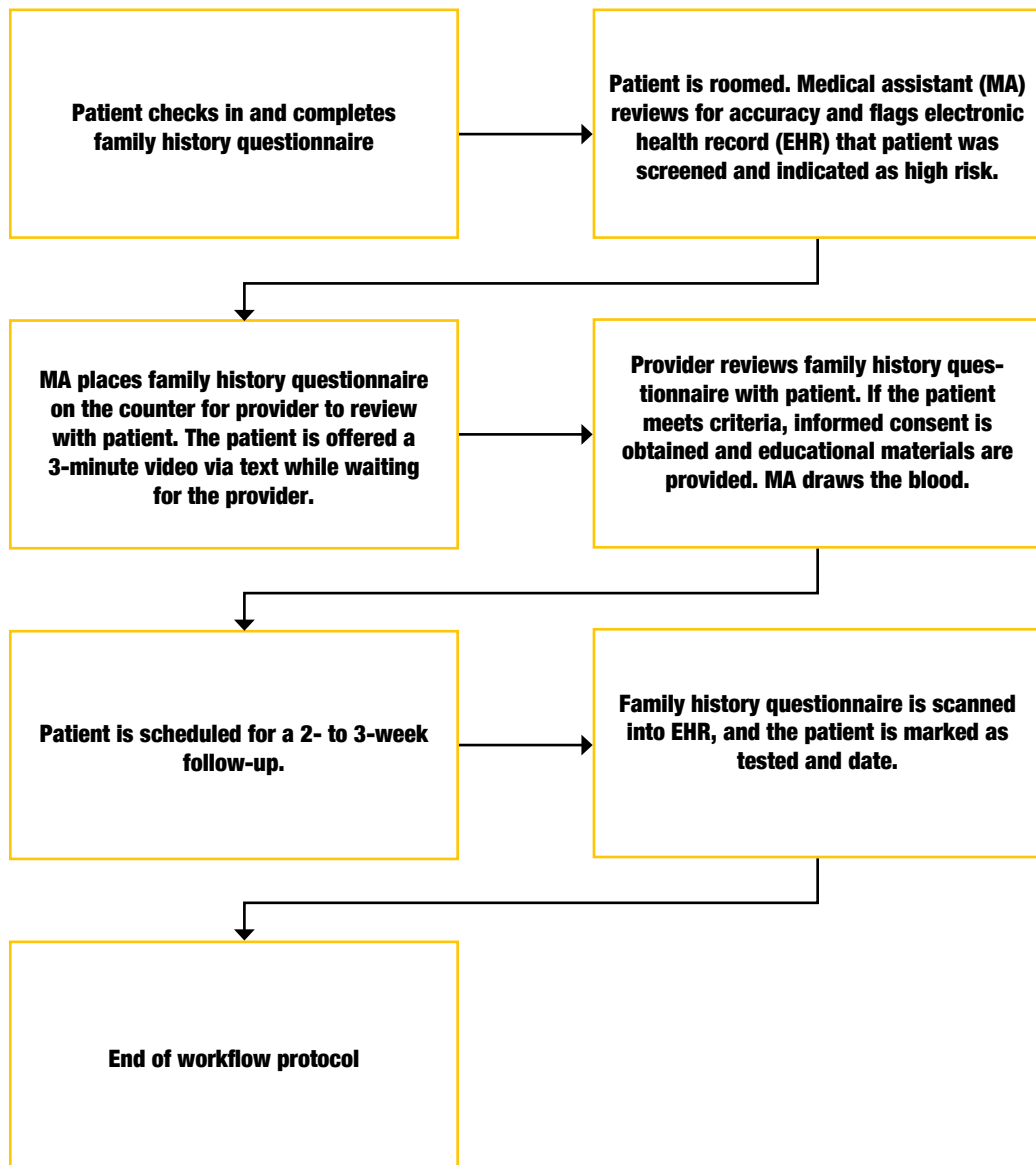 Patient checks in and completes
family history questionnaire
Patient is roomed. Medical assistant (MA)
reviews for accuracy and flags electronic
health record (EHR) that patient was
screened and indicated as high risk.
MA places family history questionnaire
on the counter for provider to review
with patient. The patient is offered a
3-minute video via text while waiting
for the provider.
Provider reviews family history ques-
tionnaire with patient. If the patient
meets criteria, informed consent is
obtained and educational materials are
provided. MA draws the blood.
Patient is scheduled for a 2- to 3-week
follow-up.
Family history questionnaire is scanned
into EHR, and the patient is marked as
tested and date.
End of workflow protocol